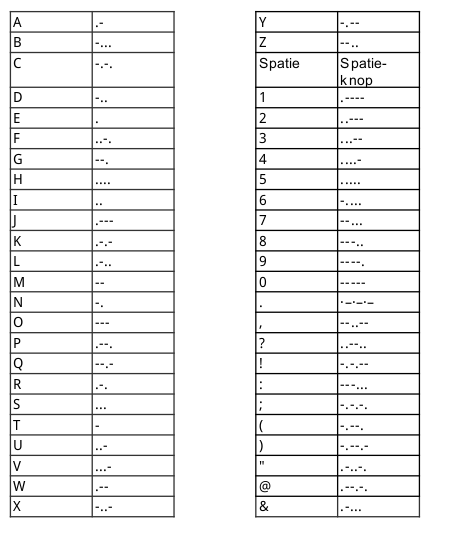 A .-
B -...
C -.-.
D -..
E .
F ..-.
G --.
H ....
I ..
J .---
K .-.-
L .-..
M --
N -.
O ---
P .--.
Q --.-
R .-.
S ...
T -
U ..-
V ...-
W .--
X -..-
Y -.--
Z --..
Spatie Spatie-
knop
1 .----
2 ..---
3 ...--
4 ....-
5 .....
6 -....
7 --...
8 ---..
9 ----.
0 -----
. ·–·–·–
, --..--
? ..--..
! -.-.--
: ---...
; -.-.-.
( -.--.
) -.--.-
" .-..-.
@ .--.-.
& .-...